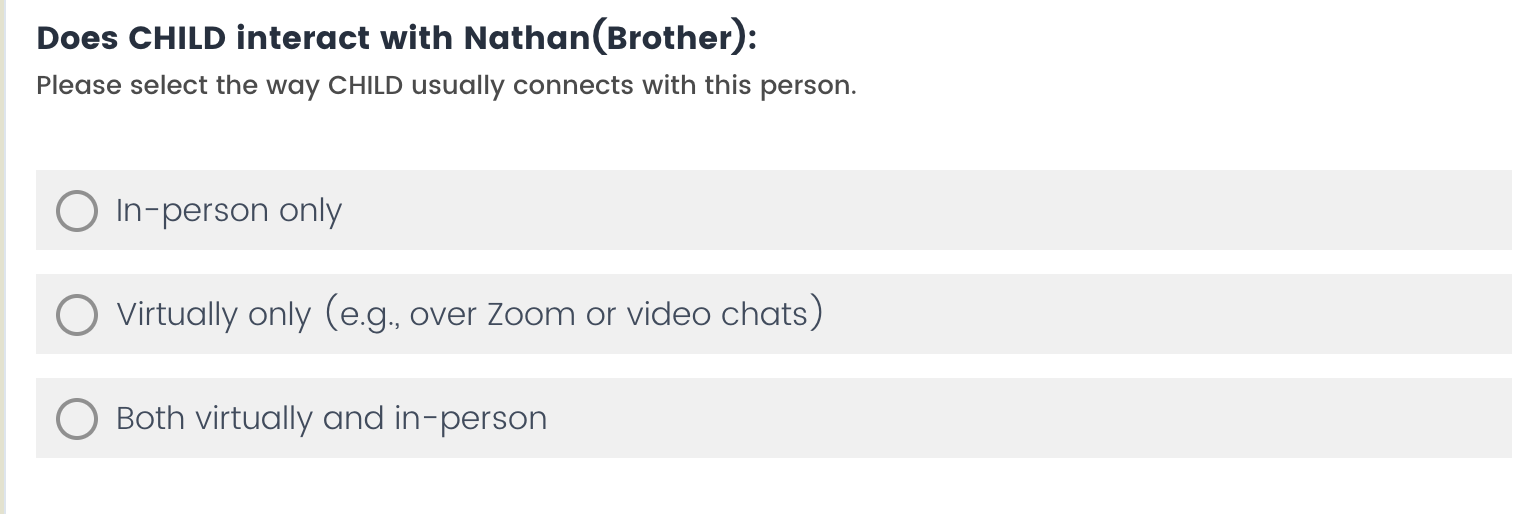 Does CHILD interact with Nathan(Brother):
Please select the way CHILD usually connects with this person.
In-person only
Virtually only (e.g., over Zoom or video chats)
Both virtually and in-person